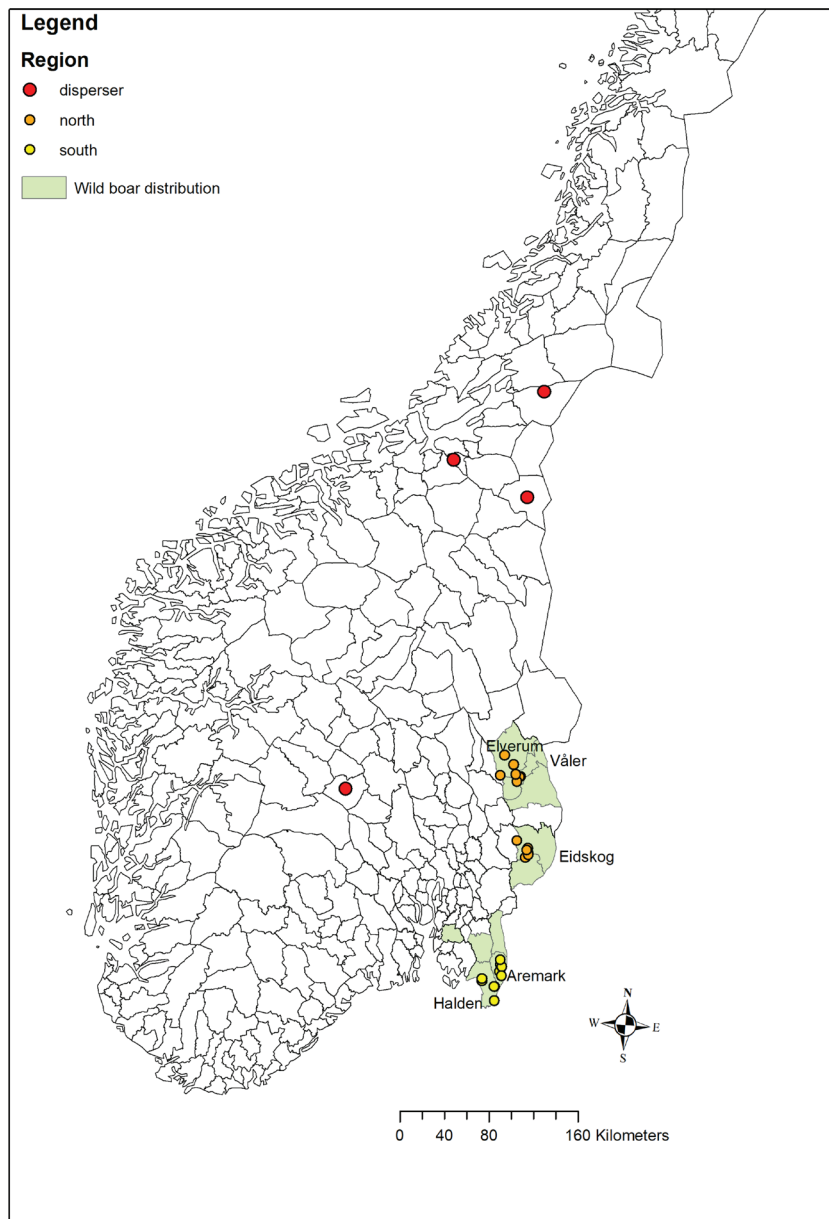 Legend
Region
disperser
north
south
Wild boar distribution
Elverum
Våler
Eidskog
Aremark
Halden
N
W E
S
0 40 80 160 Kilometers